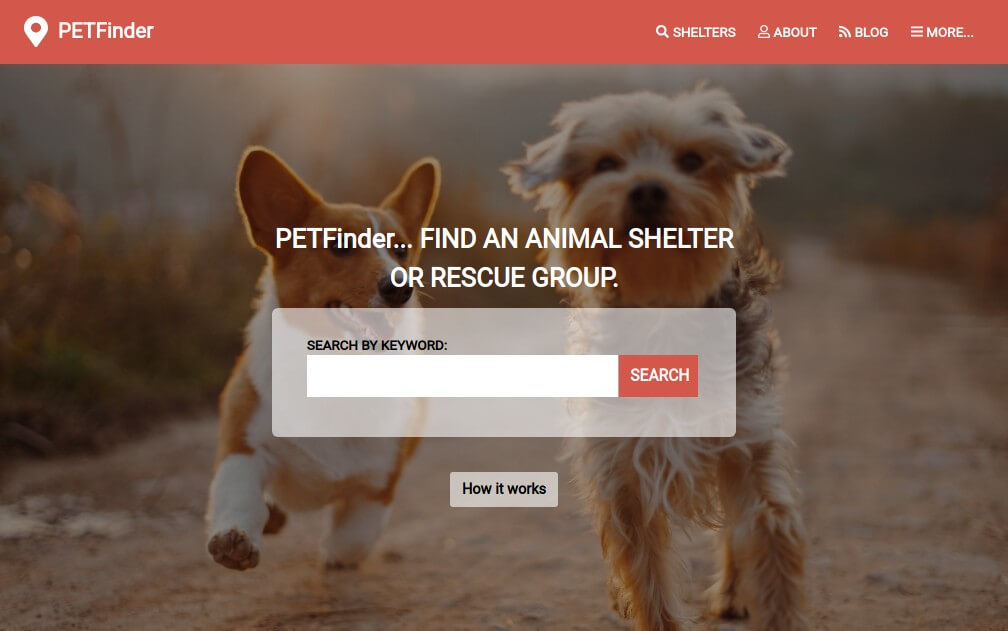 PETFinder
SHELTERS
ABOUT
BLOG
MORE...
PETFinder... FIND AN ANIMAL SHELTER
OR RESCUE GROUP.
SEARCH BY KEYWORD:
SEARCH
How it works